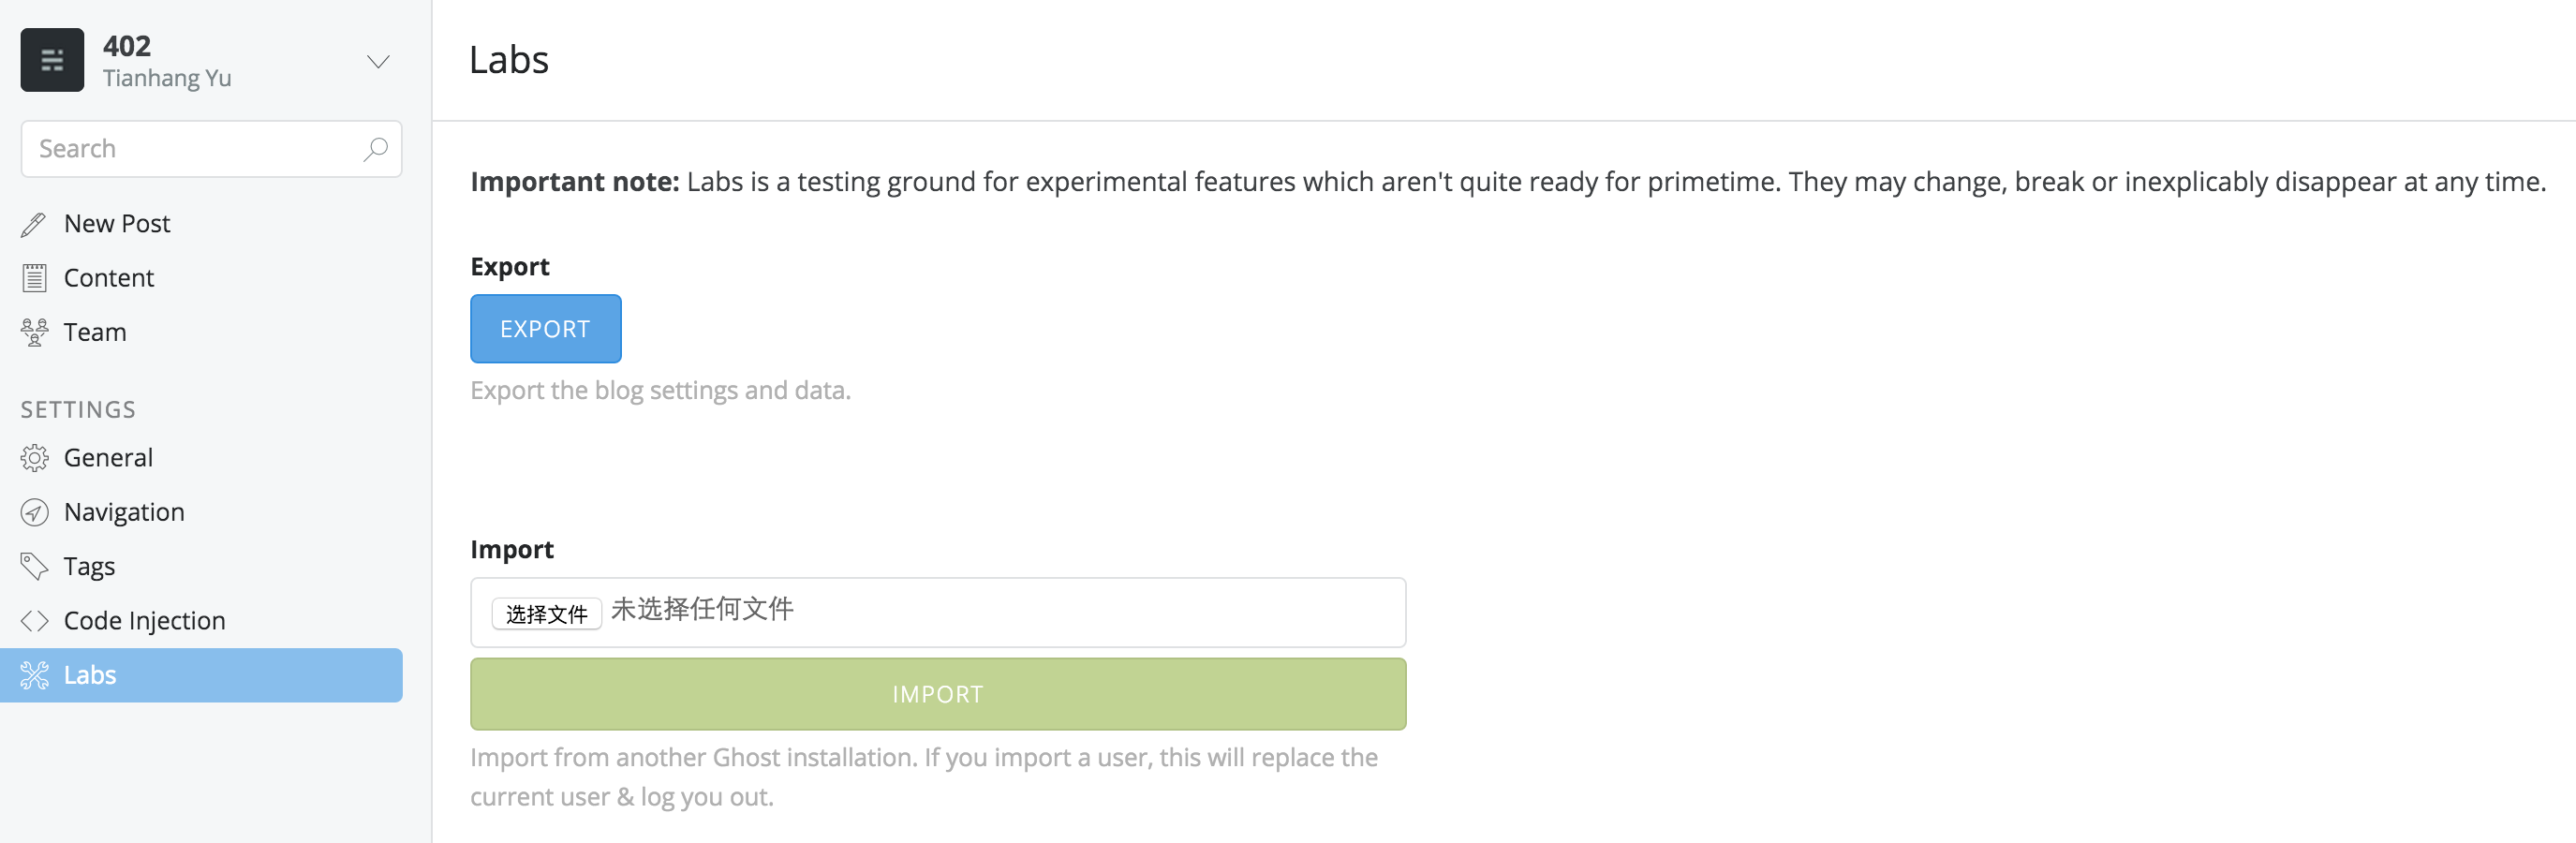 402
Tianhang Yu
Search
New Post
Content
Team
SETTINGS
General
Navigation
Tags
Code Injection
Labs
Labs
Important note: Labs is a testing ground for experimental features which aren't quite ready for primetime. They may change, break or inexplicably disappear at any time.
Export
EXPORT
Export the blog settings and data.
Import
选择文件 未选择任何文件
IMPORT
Import from another Ghost installation. If you import a user, this will replace the
current user & log you out.